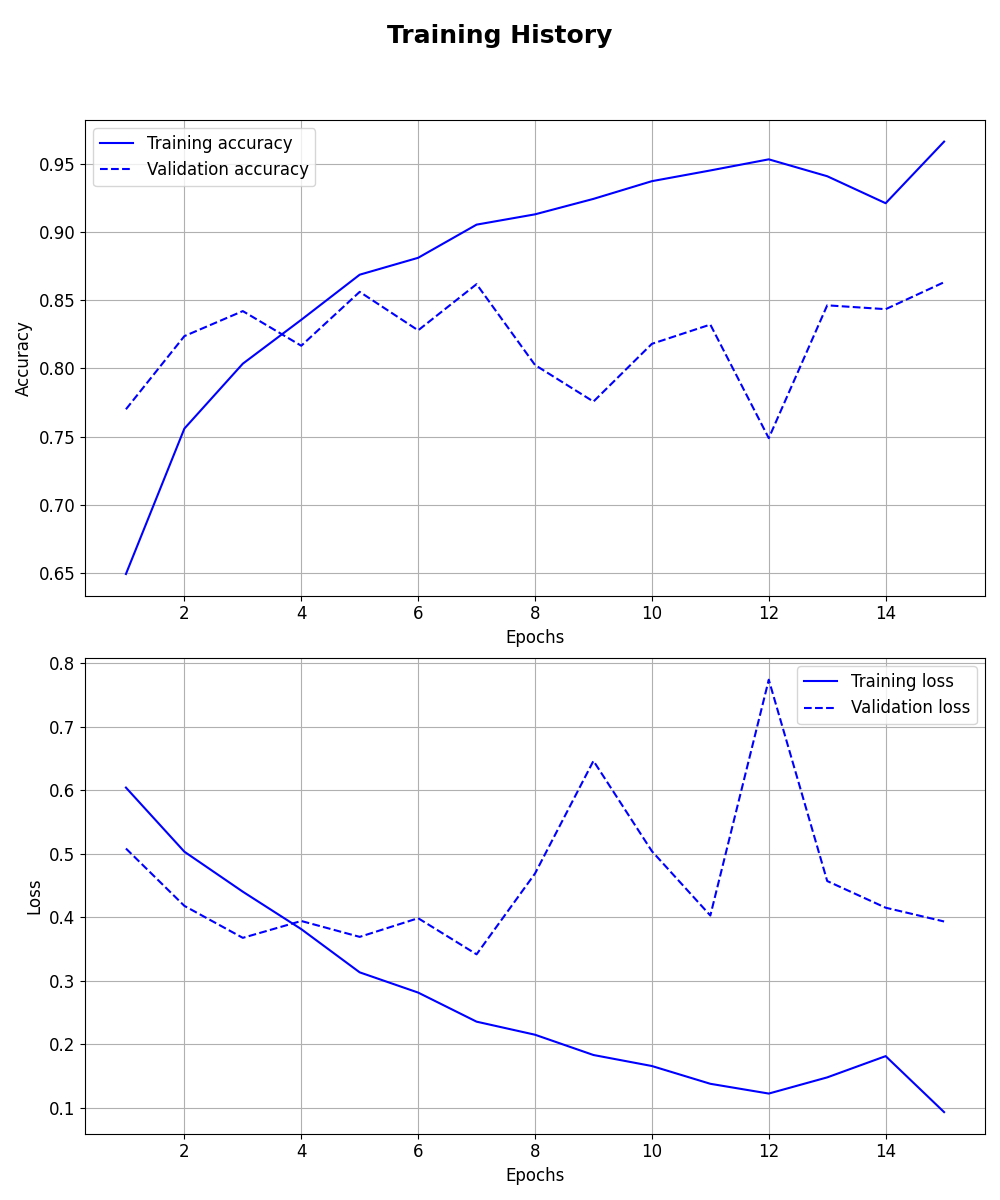 Training History
Training accuracy
Validation accuracy
0.95
0.90
0.85
0.80
0.75
0.70
0.65
Accuracy
2 4 6 8 10 12 14
Epochs
Training loss
Validation loss
0.8
0.7
0.6
0.5
0.4
0.3
0.2
0.1
Loss
2 4 6 8 10 12 14
Epochs